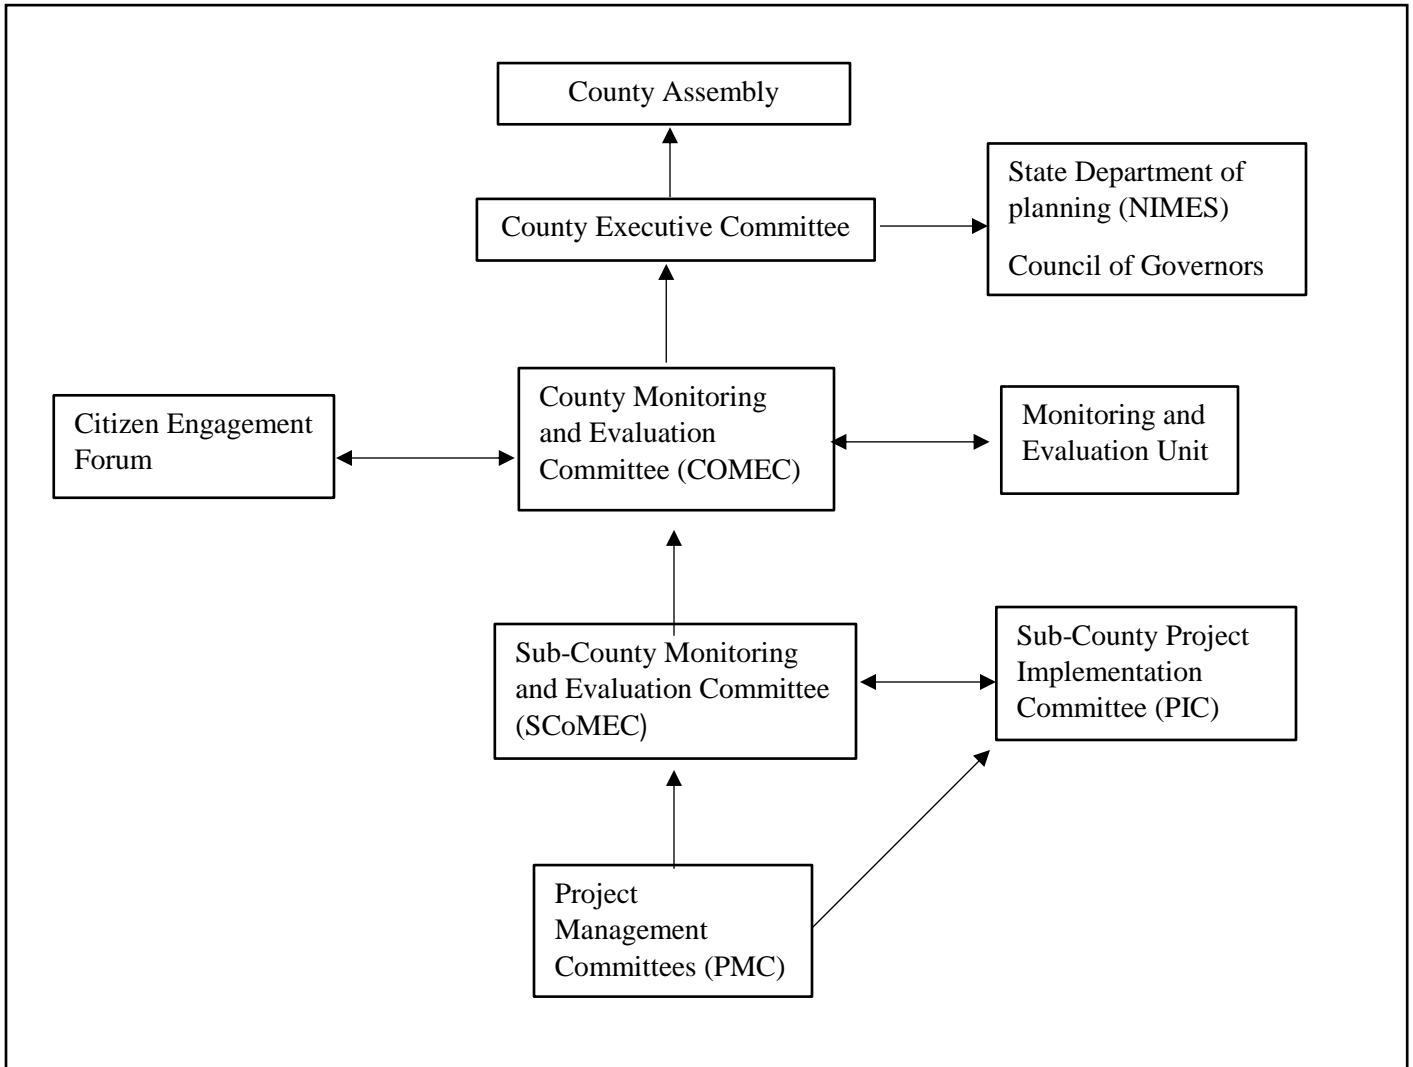 County Assembly
State Department of
planning (NIMES)
Council of Governors
County Executive Committee
Citizen Engagement
Forum
County Monitoring
and Evaluation
Committee (COMEC)
Monitoring and
Evaluation Unit
Sub-County Monitoring
and Evaluation Committee
(SCoMEC)
Sub-County Project
Implementation
Committee (PIC)
Project
Management
Committees (PMC)